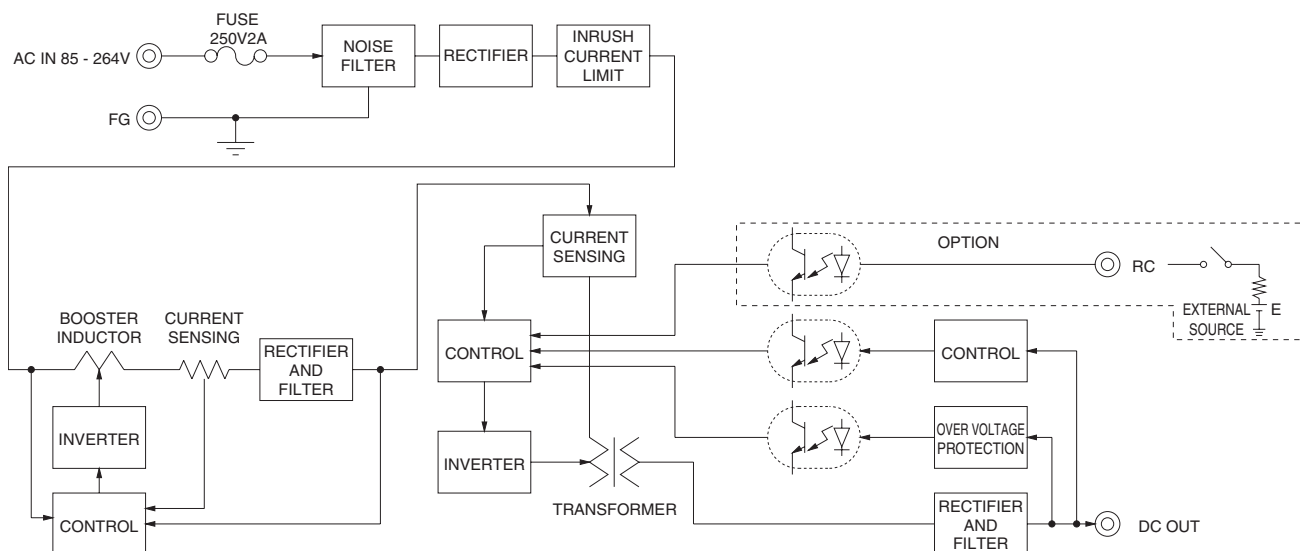 FUSE
250V2A
AC IN 85 - 264V
NOISE
FILTER
RECTIFIER
INRUSH
CURRENT
LIMIT
FG
CURRENT
SENSING
OPTION
RC
EXTERNAL
SOURCE
E
BOOSTER
INDUCTOR
CURRENT
SENSING
RECTIFIER
AND
FILTER
CONTROL
CONTROL
INVERTER
INVERTER
OVER VOLTAGE
PROTECTION
TRANSFORMER
CONTROL
RECTIFIER
AND
FILTER
DC OUT